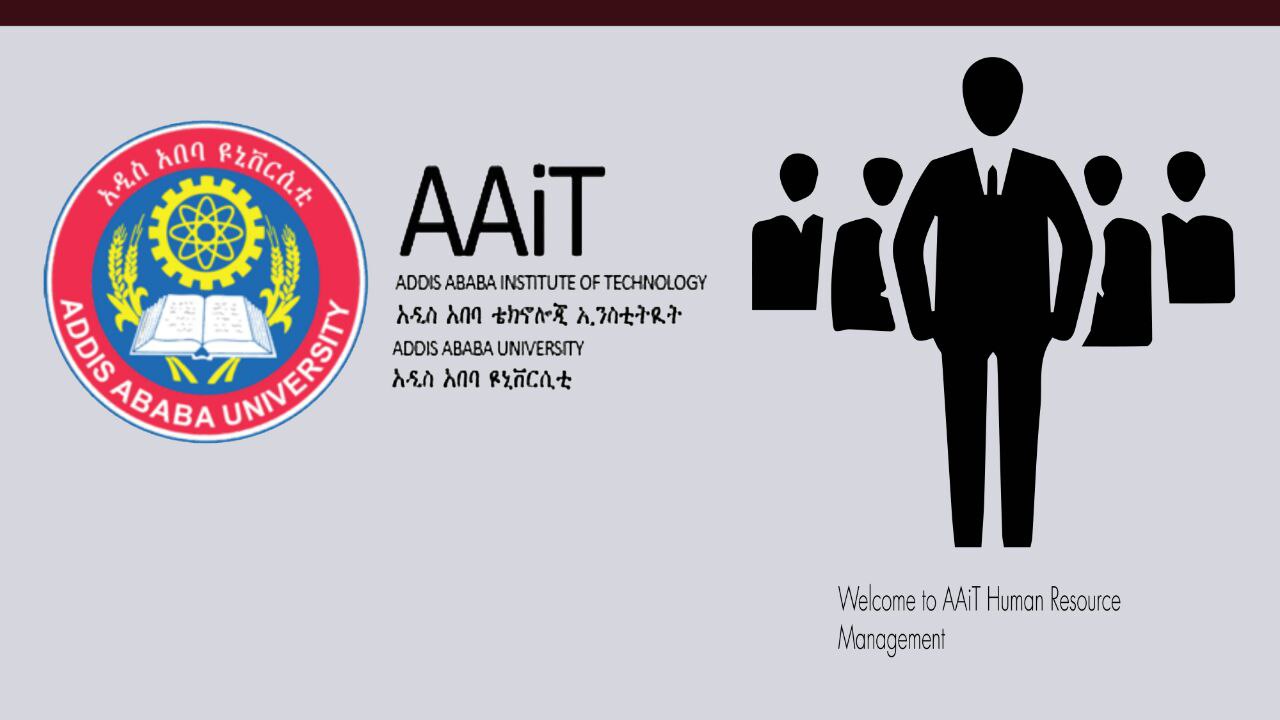 አዲስ አበባ ዩኒቨርሲቲ
ADDIS ABABA UNIVERSITY
AAiT
ADDIS ABABA INSTITUTE OF TECHNOLOGY
አዲስ አበባ ቴክኖሎጂ ኢንስቲትዩት
ADDIS ABABA UNIVERSITY
አዲስ አበባ ዩኒቨርሲቲ
Welcome to AAiT Human Resource
Management